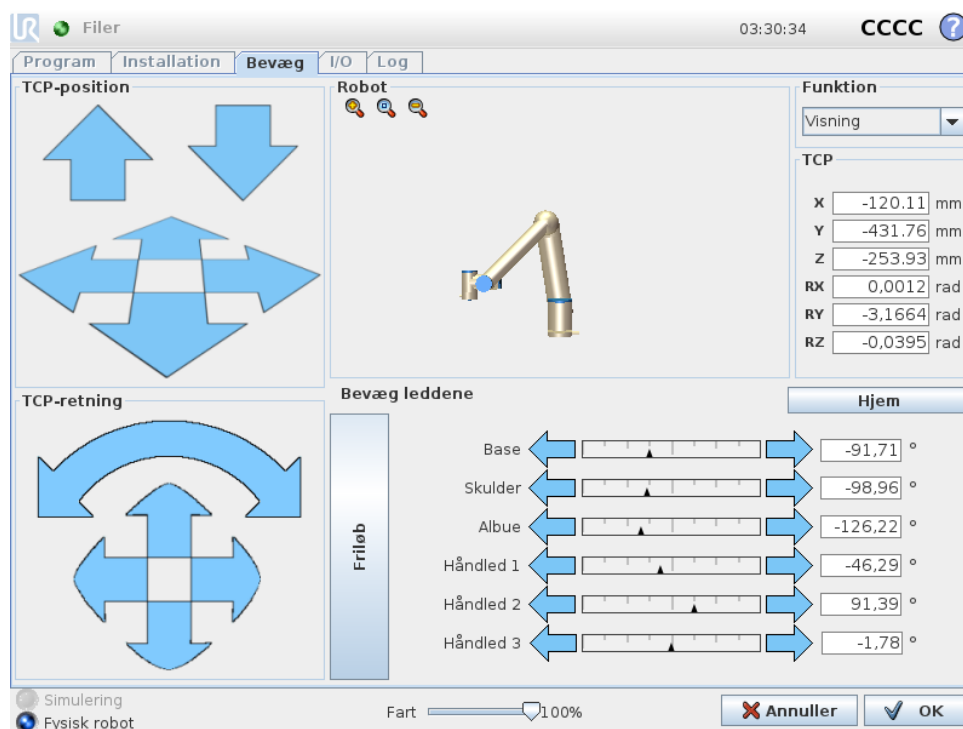 UR Filer 03:30:34 CCCC ?
Program Installation Bevæg I/O Log
TCP-position
Robot
Funktion
Visning
TCP
X -120.11 mm
Y -431.76 mm
Z -253.93 mm
RX 0,0012 rad
RY -3,1664 rad
RZ -0,0395 rad
TCP-retning
Bevæg leddene
Hjem
Friløb
Base -91,71 °
Skulder -98,96 °
Albue -126,22 °
Håndled 1 -46,29 °
Håndled 2 91,39 °
Håndled 3 -1,78 °
Simulering
Fysisk robot
Fart 100%
Annuller
OK